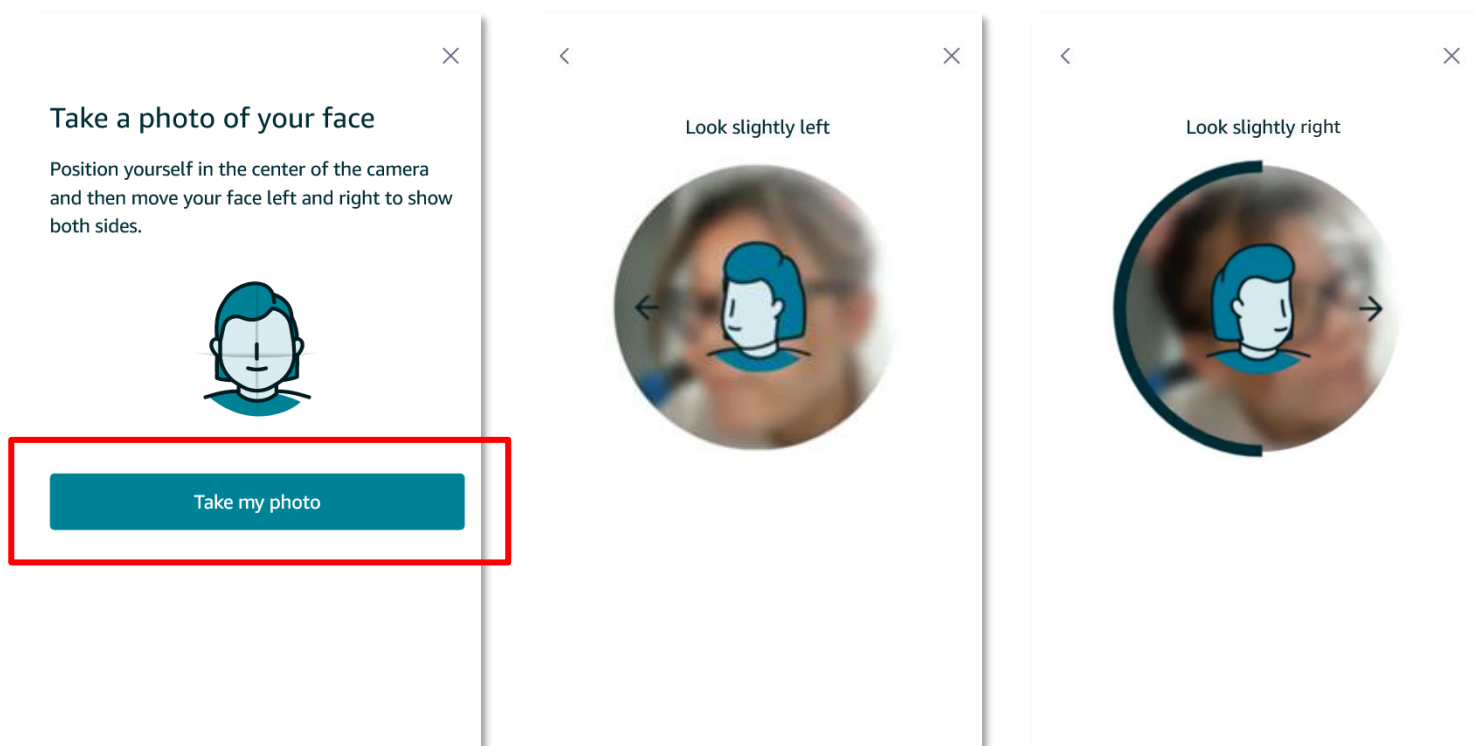 Take a photo of your face
Position yourself in the center of the camera
and then move your face left and right to show
both sides.
Take my photo
Look slightly left
Look slightly right